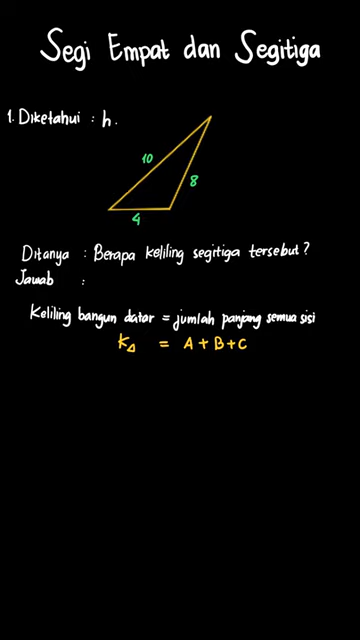 Segi Empat dan Segitiga
1. Diketahui : h.
10
8
4
Ditanya : Berapa keliling segitiga tersebut?
Jawab :
Keliling bangun datar = jumlah panjang semua sisi
K△ = A + B + C